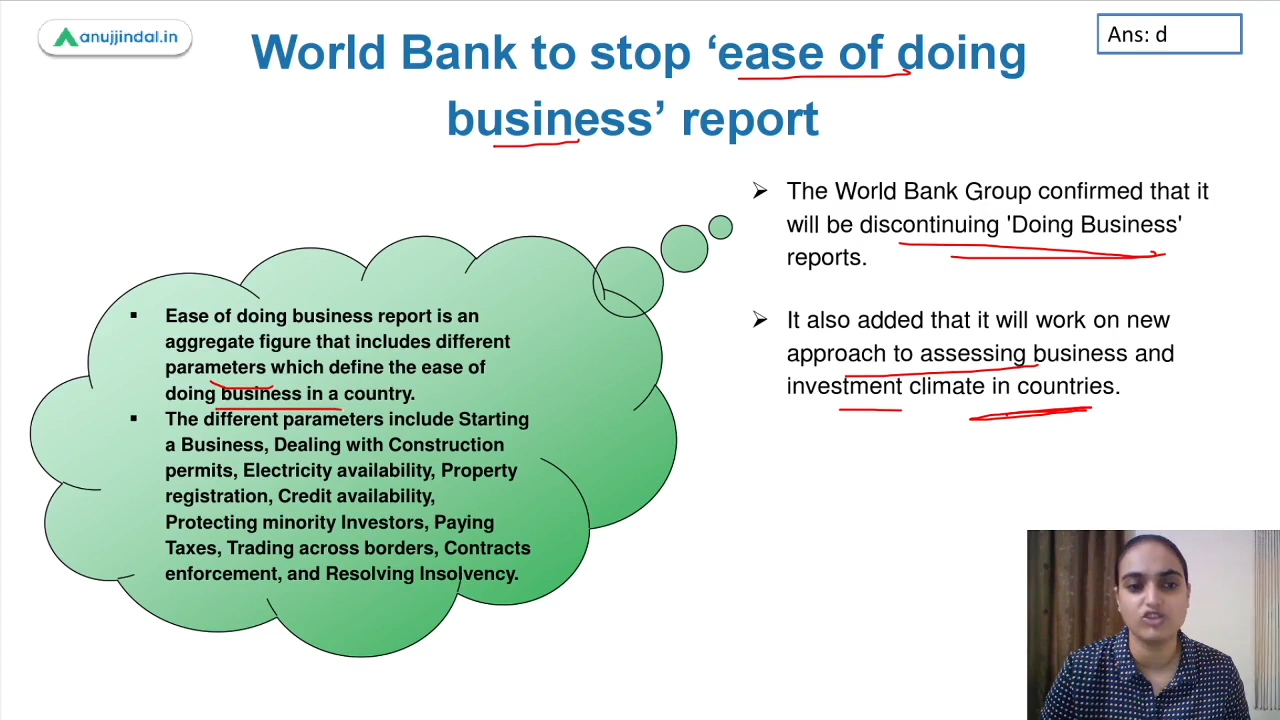 anujjindal.in
Ans: d
World Bank to stop ‘ease of doing
business’ report
➢ The World Bank Group confirmed that it
will be discontinuing 'Doing Business'
reports.
➢ It also added that it will work on new
approach to assessing business and
investment climate in countries.
▪ Ease of doing business report is an
aggregate figure that includes different
parameters which define the ease of
doing business in a country.
▪ The different parameters include Starting
a Business, Dealing with Construction
permits, Electricity availability, Property
registration, Credit availability,
Protecting minority Investors, Paying
Taxes, Trading across borders, Contracts
enforcement, and Resolving Insolvency.